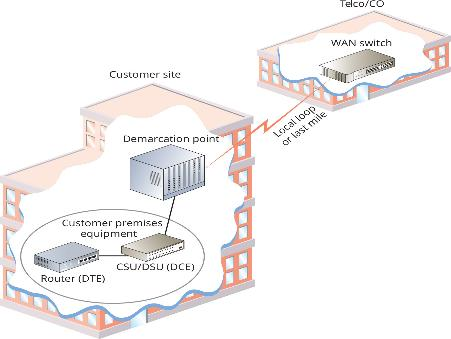 Telco/CO
WAN switch
Customer site
Local loop
or last mile
Demarcation point
Customer premises
equipment
CSU/DSU (DCE)
Router (DTE)